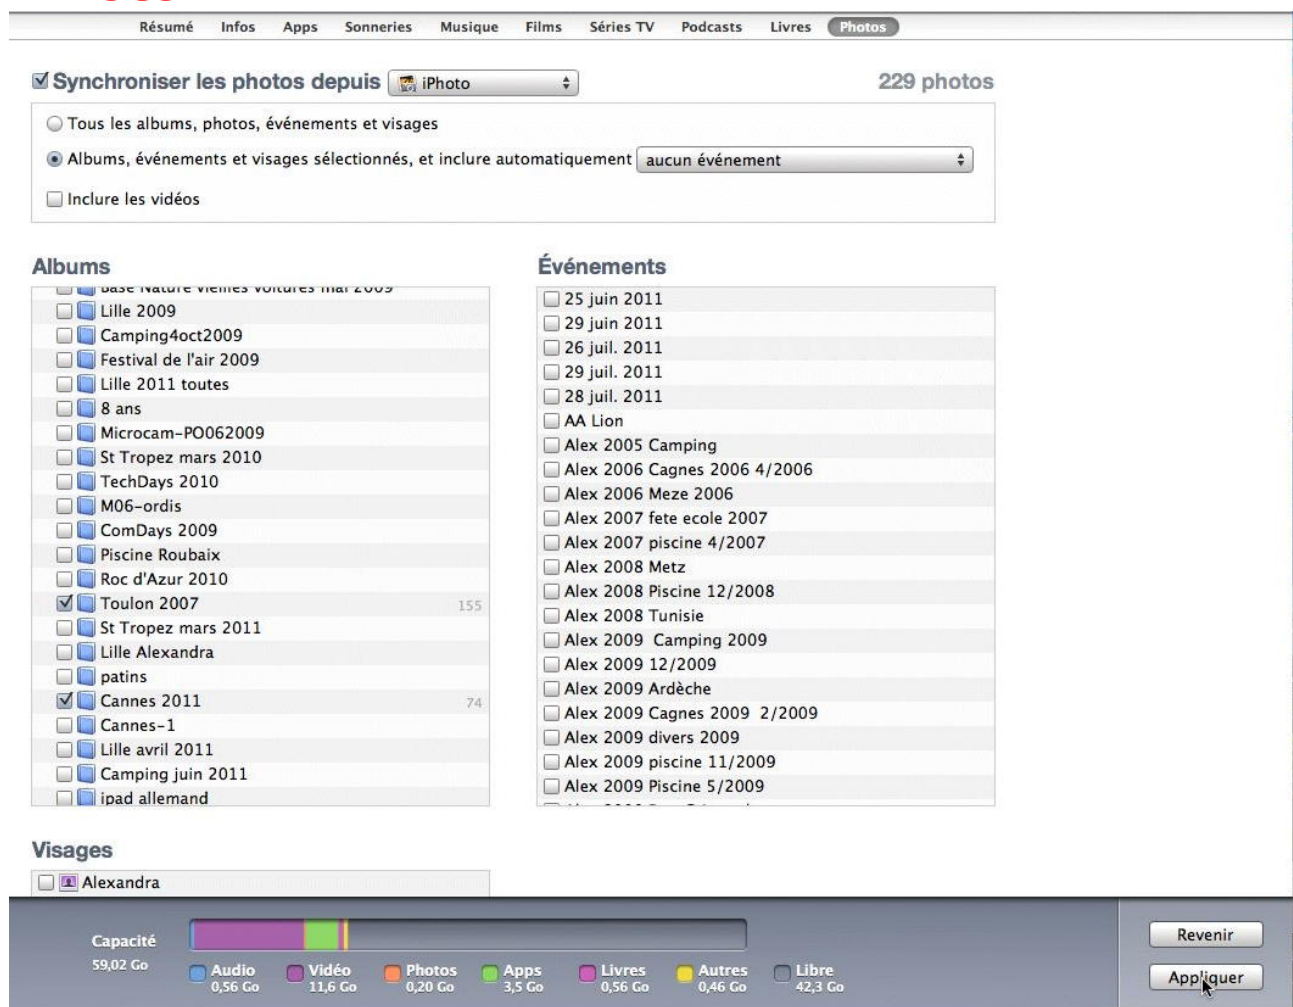 Résumé Infos Apps Sonneries Musique Films Séries TV Podcasts Livres Photos
Synchroniser les photos depuis iPhoto 229 photos
Tous les albums, photos, événements et visages
Albums, événements et visages sélectionnés, et inclure automatiquement aucun événement
Inclure les vidéos
Albums
Base Nature vieilles voitures mai 2009
Lille 2009
Camping4oct2009
Festival de l'air 2009
Lille 2011 toutes
8 ans
Microcam-PO062009
St Tropez mars 2010
TechDays 2010
M06-ordis
ComDays 2009
Piscine Roubaix
Roc d'Azur 2010
Toulon 2007 155
St Tropez mars 2011
Lille Alexandra
patins
Cannes 2011 74
Cannes-1
Lille avril 2011
Camping juin 2011
ipad allemand
Événements
25 juin 2011
29 juin 2011
26 juil. 2011
29 juil. 2011
28 juil. 2011
AA Lion
Alex 2005 Camping
Alex 2006 Cagnes 2006 4/2006
Alex 2006 Meze 2006
Alex 2007 fete ecole 2007
Alex 2007 piscine 4/2007
Alex 2008 Metz
Alex 2008 Piscine 12/2008
Alex 2008 Tunisie
Alex 2009  Camping 2009
Alex 2009 12/2009
Alex 2009 Ardèche
Alex 2009 Cagnes 2009  2/2009
Alex 2009 divers 2009
Alex 2009 piscine 11/2009
Alex 2009 Piscine 5/2009
Visages
Alexandra
Capacité
59,02 Go
Audio Vidéo Photos Apps Livres Autres Libre
0,56 Go 11,6 Go 0,20 Go 3,5 Go 0,56 Go 0,46 Go 42,3 Go
Revenir
Appliquer